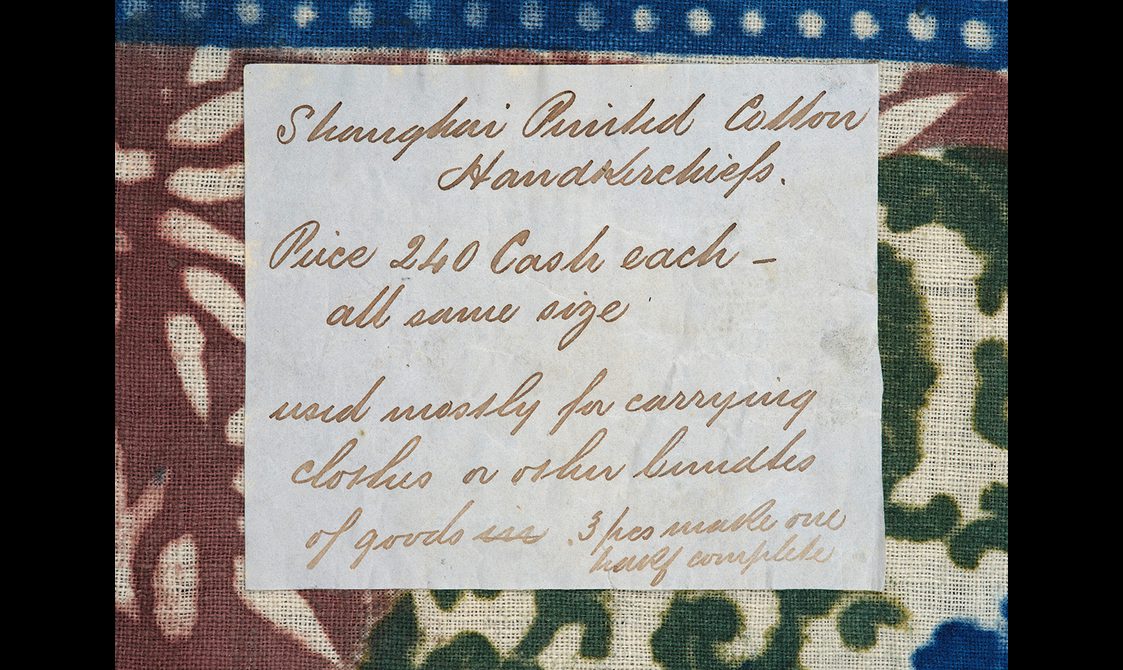 Shanghai Printed Cotton
Handkerchiefs.
Price 240 Cash each –
all same size
used mostly for carrying
clothes or other bundles
of goods in . 3 pcs make one
half complete